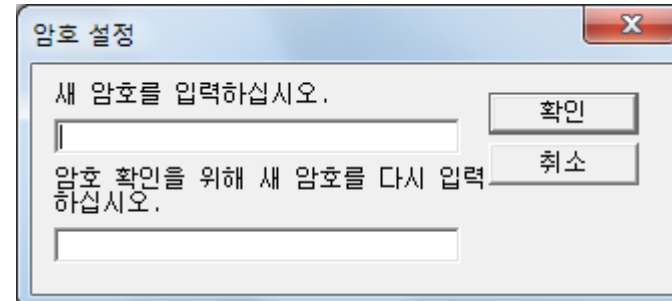 암호 설정
새 암호를 입력하십시오.
확인
암호 확인을 위해 새 암호를 다시 입력
하십시오.
취소